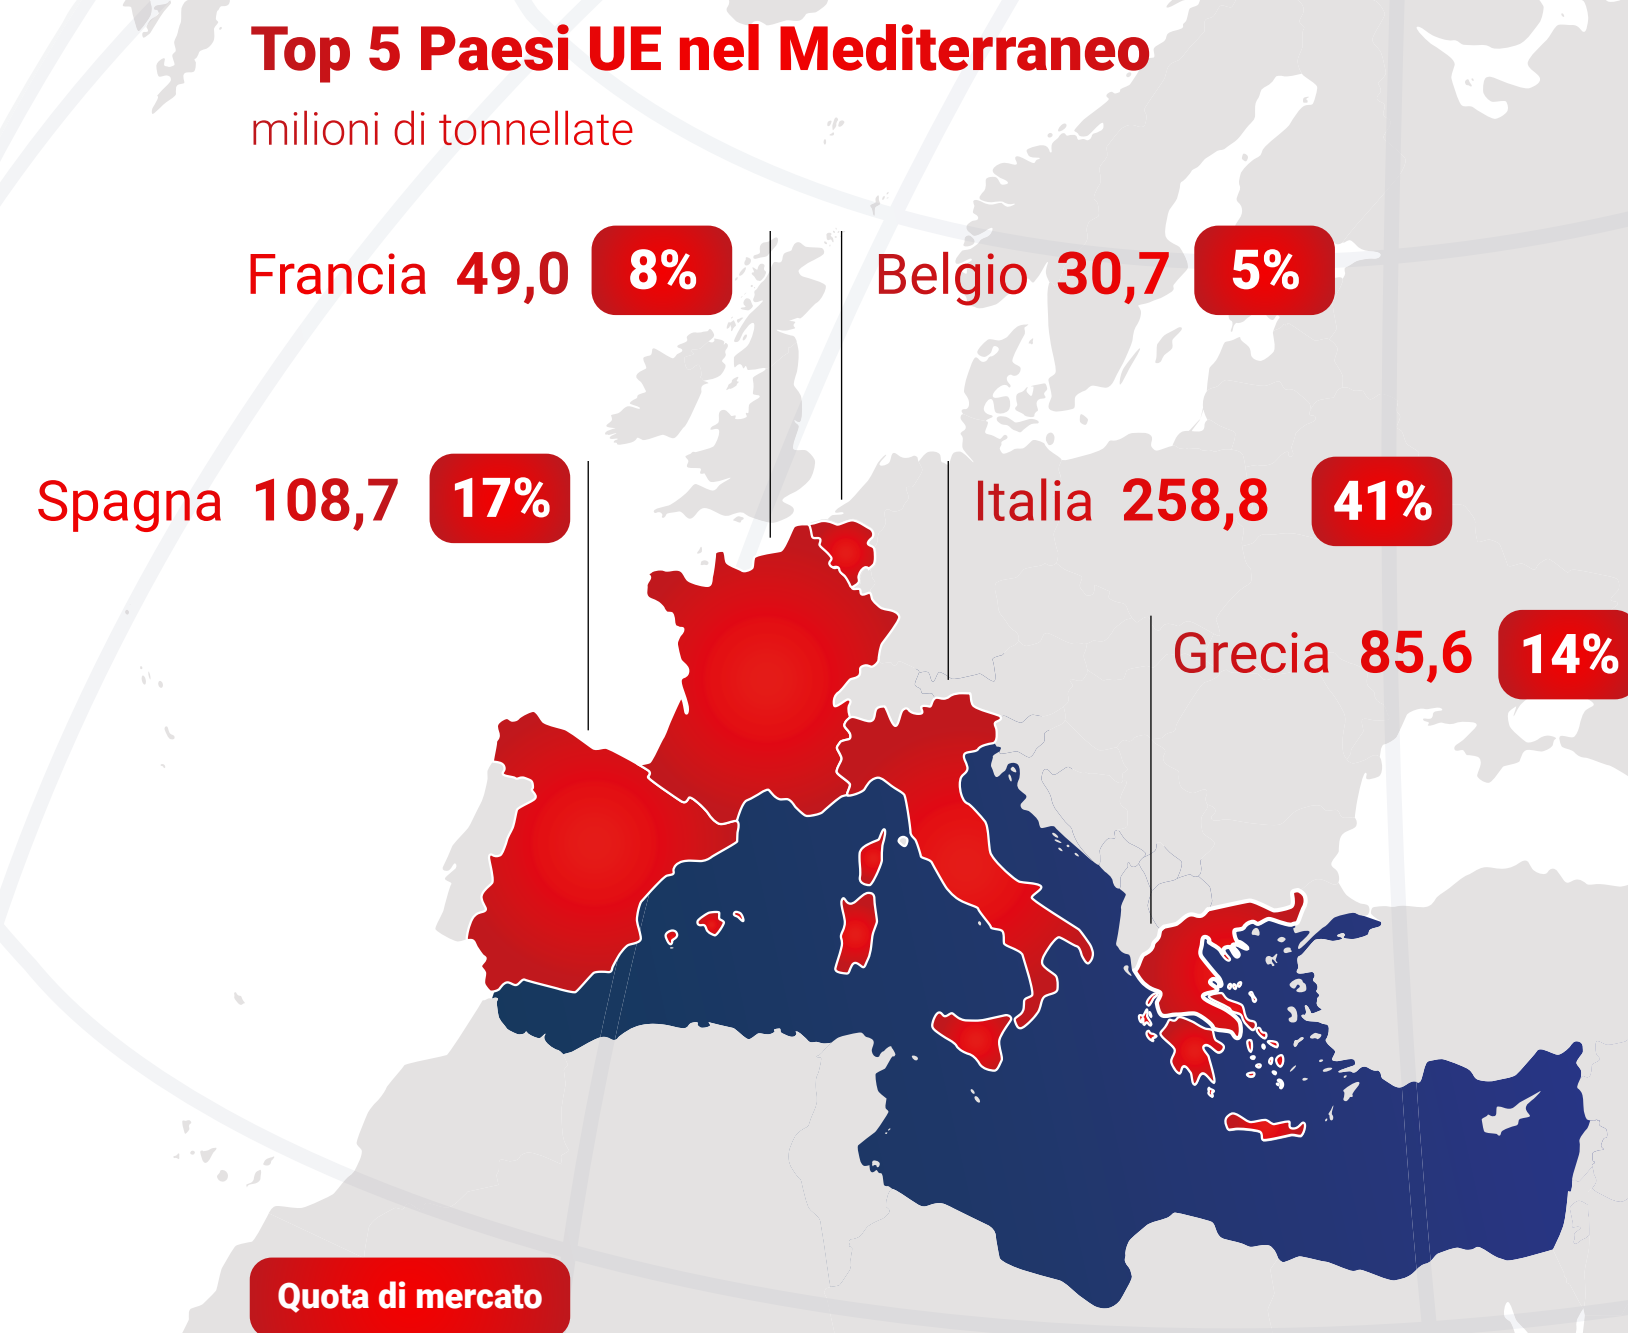 Top 5 Paesi UE nel Mediterraneo
milioni di tonnellate
Francia 49,0 8%
Belgio 30,7 5%
Spagna 108,7 17%
Italia 258,8 41%
Grecia 85,6 14%
Quota di mercato